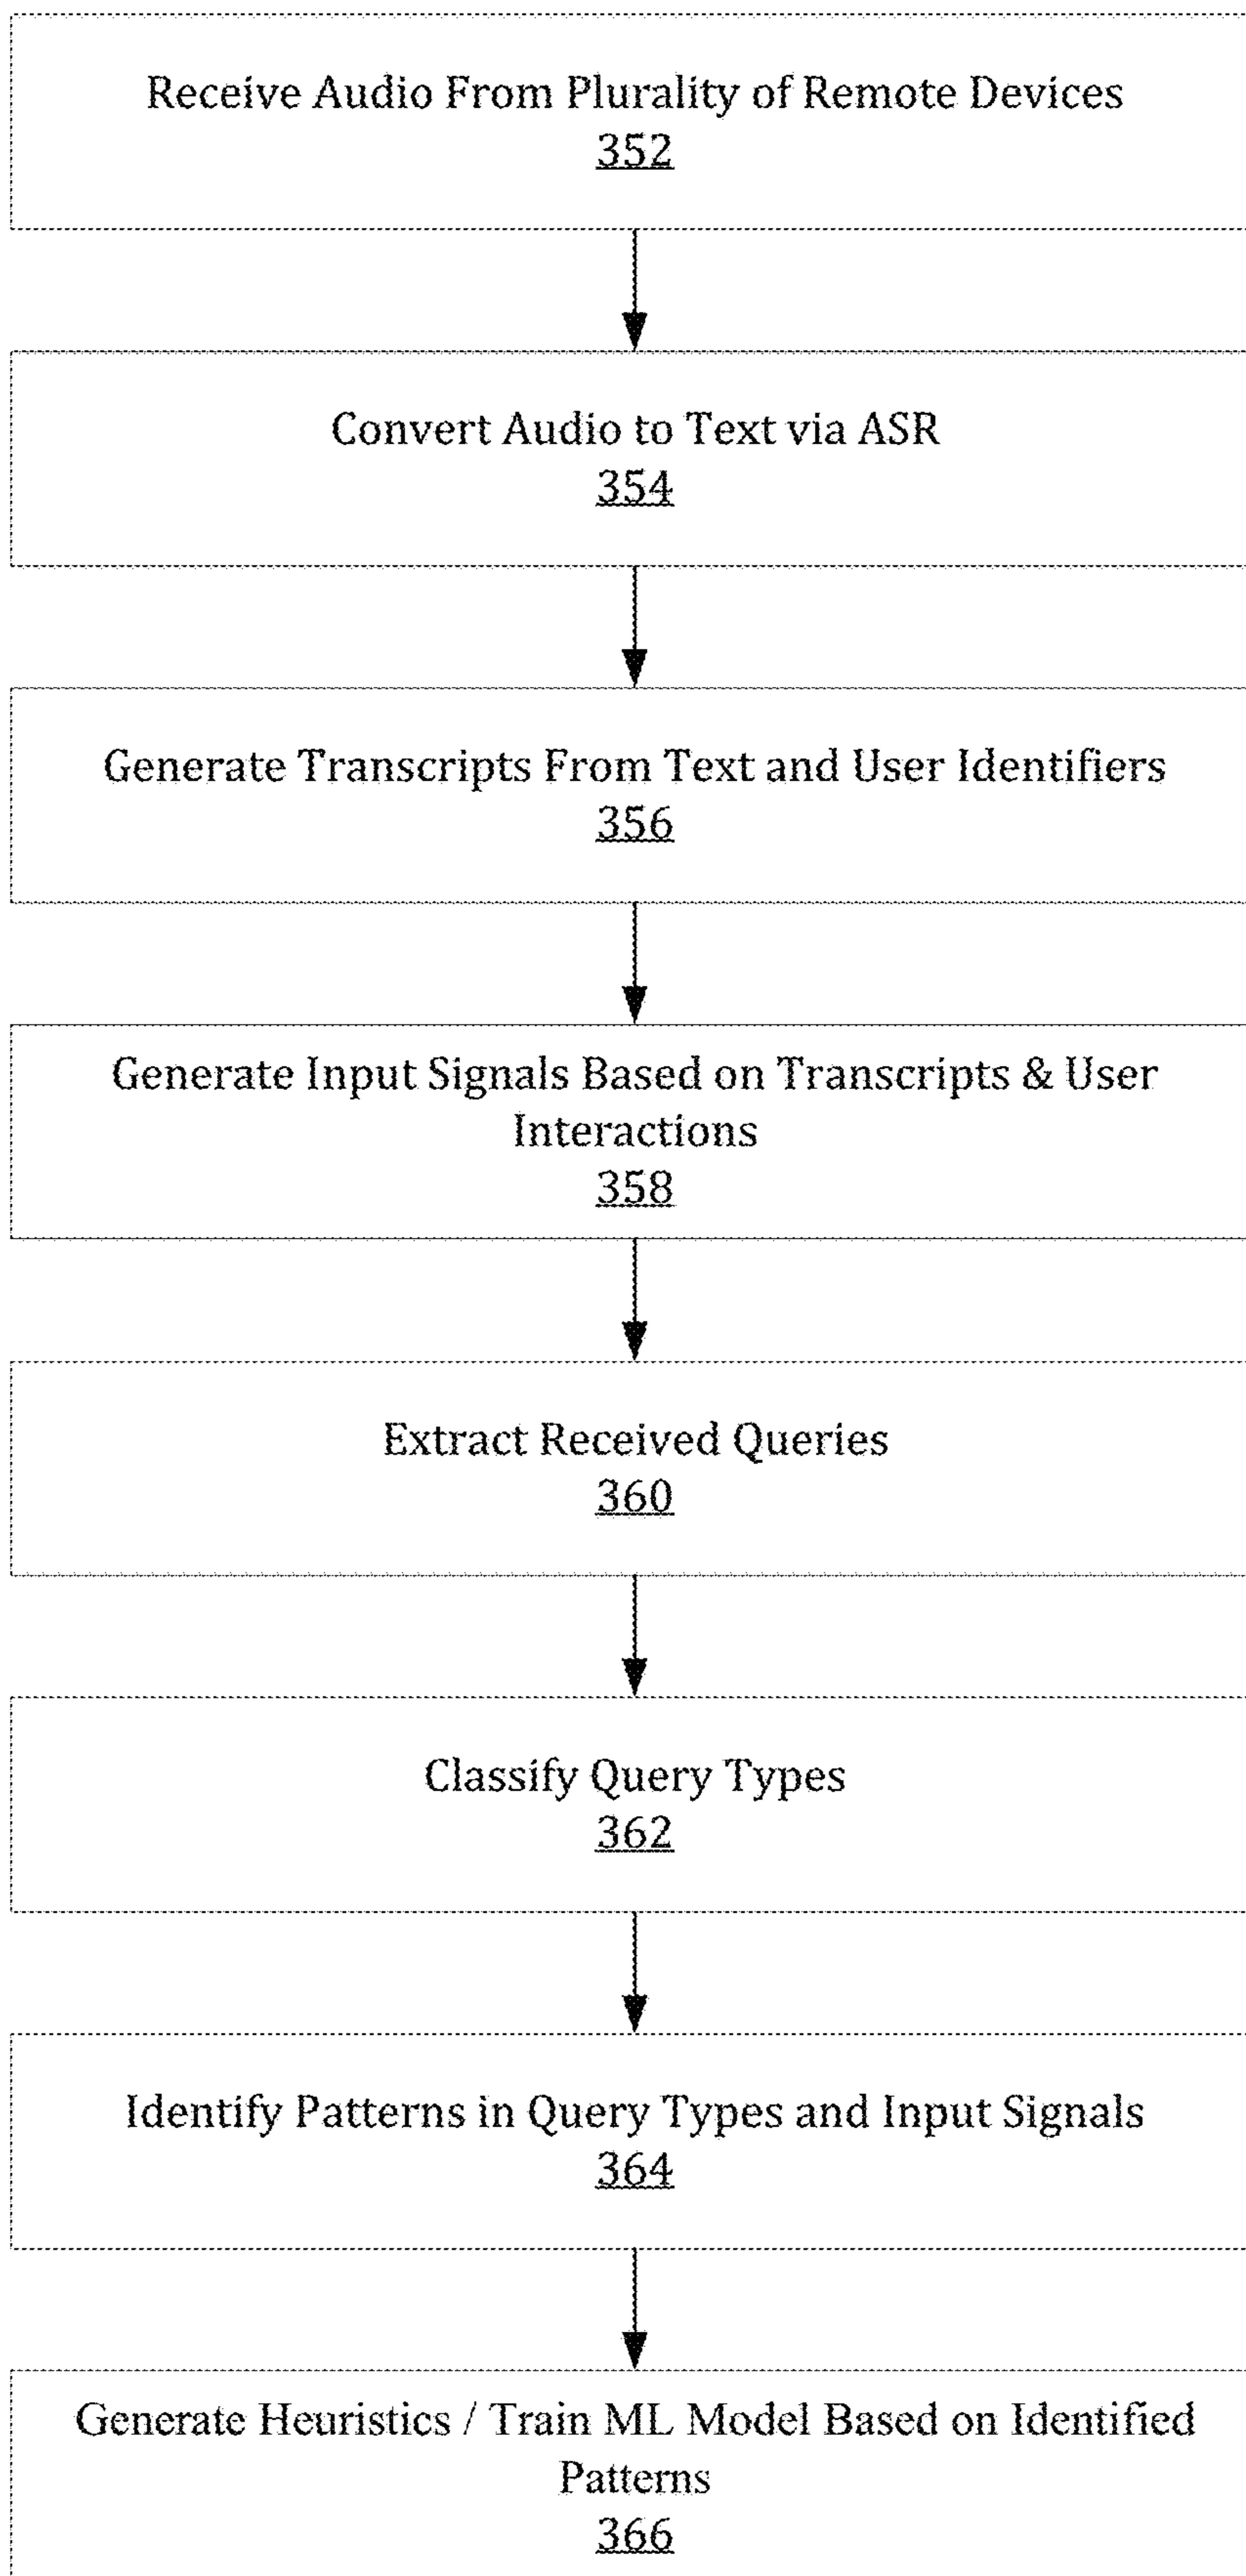 Receive Audio From Plurality of Remote Devices
352
Convert Audio to Text via ASR
354
Generate Transcripts From Text and User Identifiers
356
Generate Input Signals Based on Transcripts & User
Interactions
358
Extract Received Queries
360
Classify Query Types
362
Identify Patterns in Query Types and Input Signals
364
Generate Heuristics / Train ML Model Based on Identified
Patterns
366